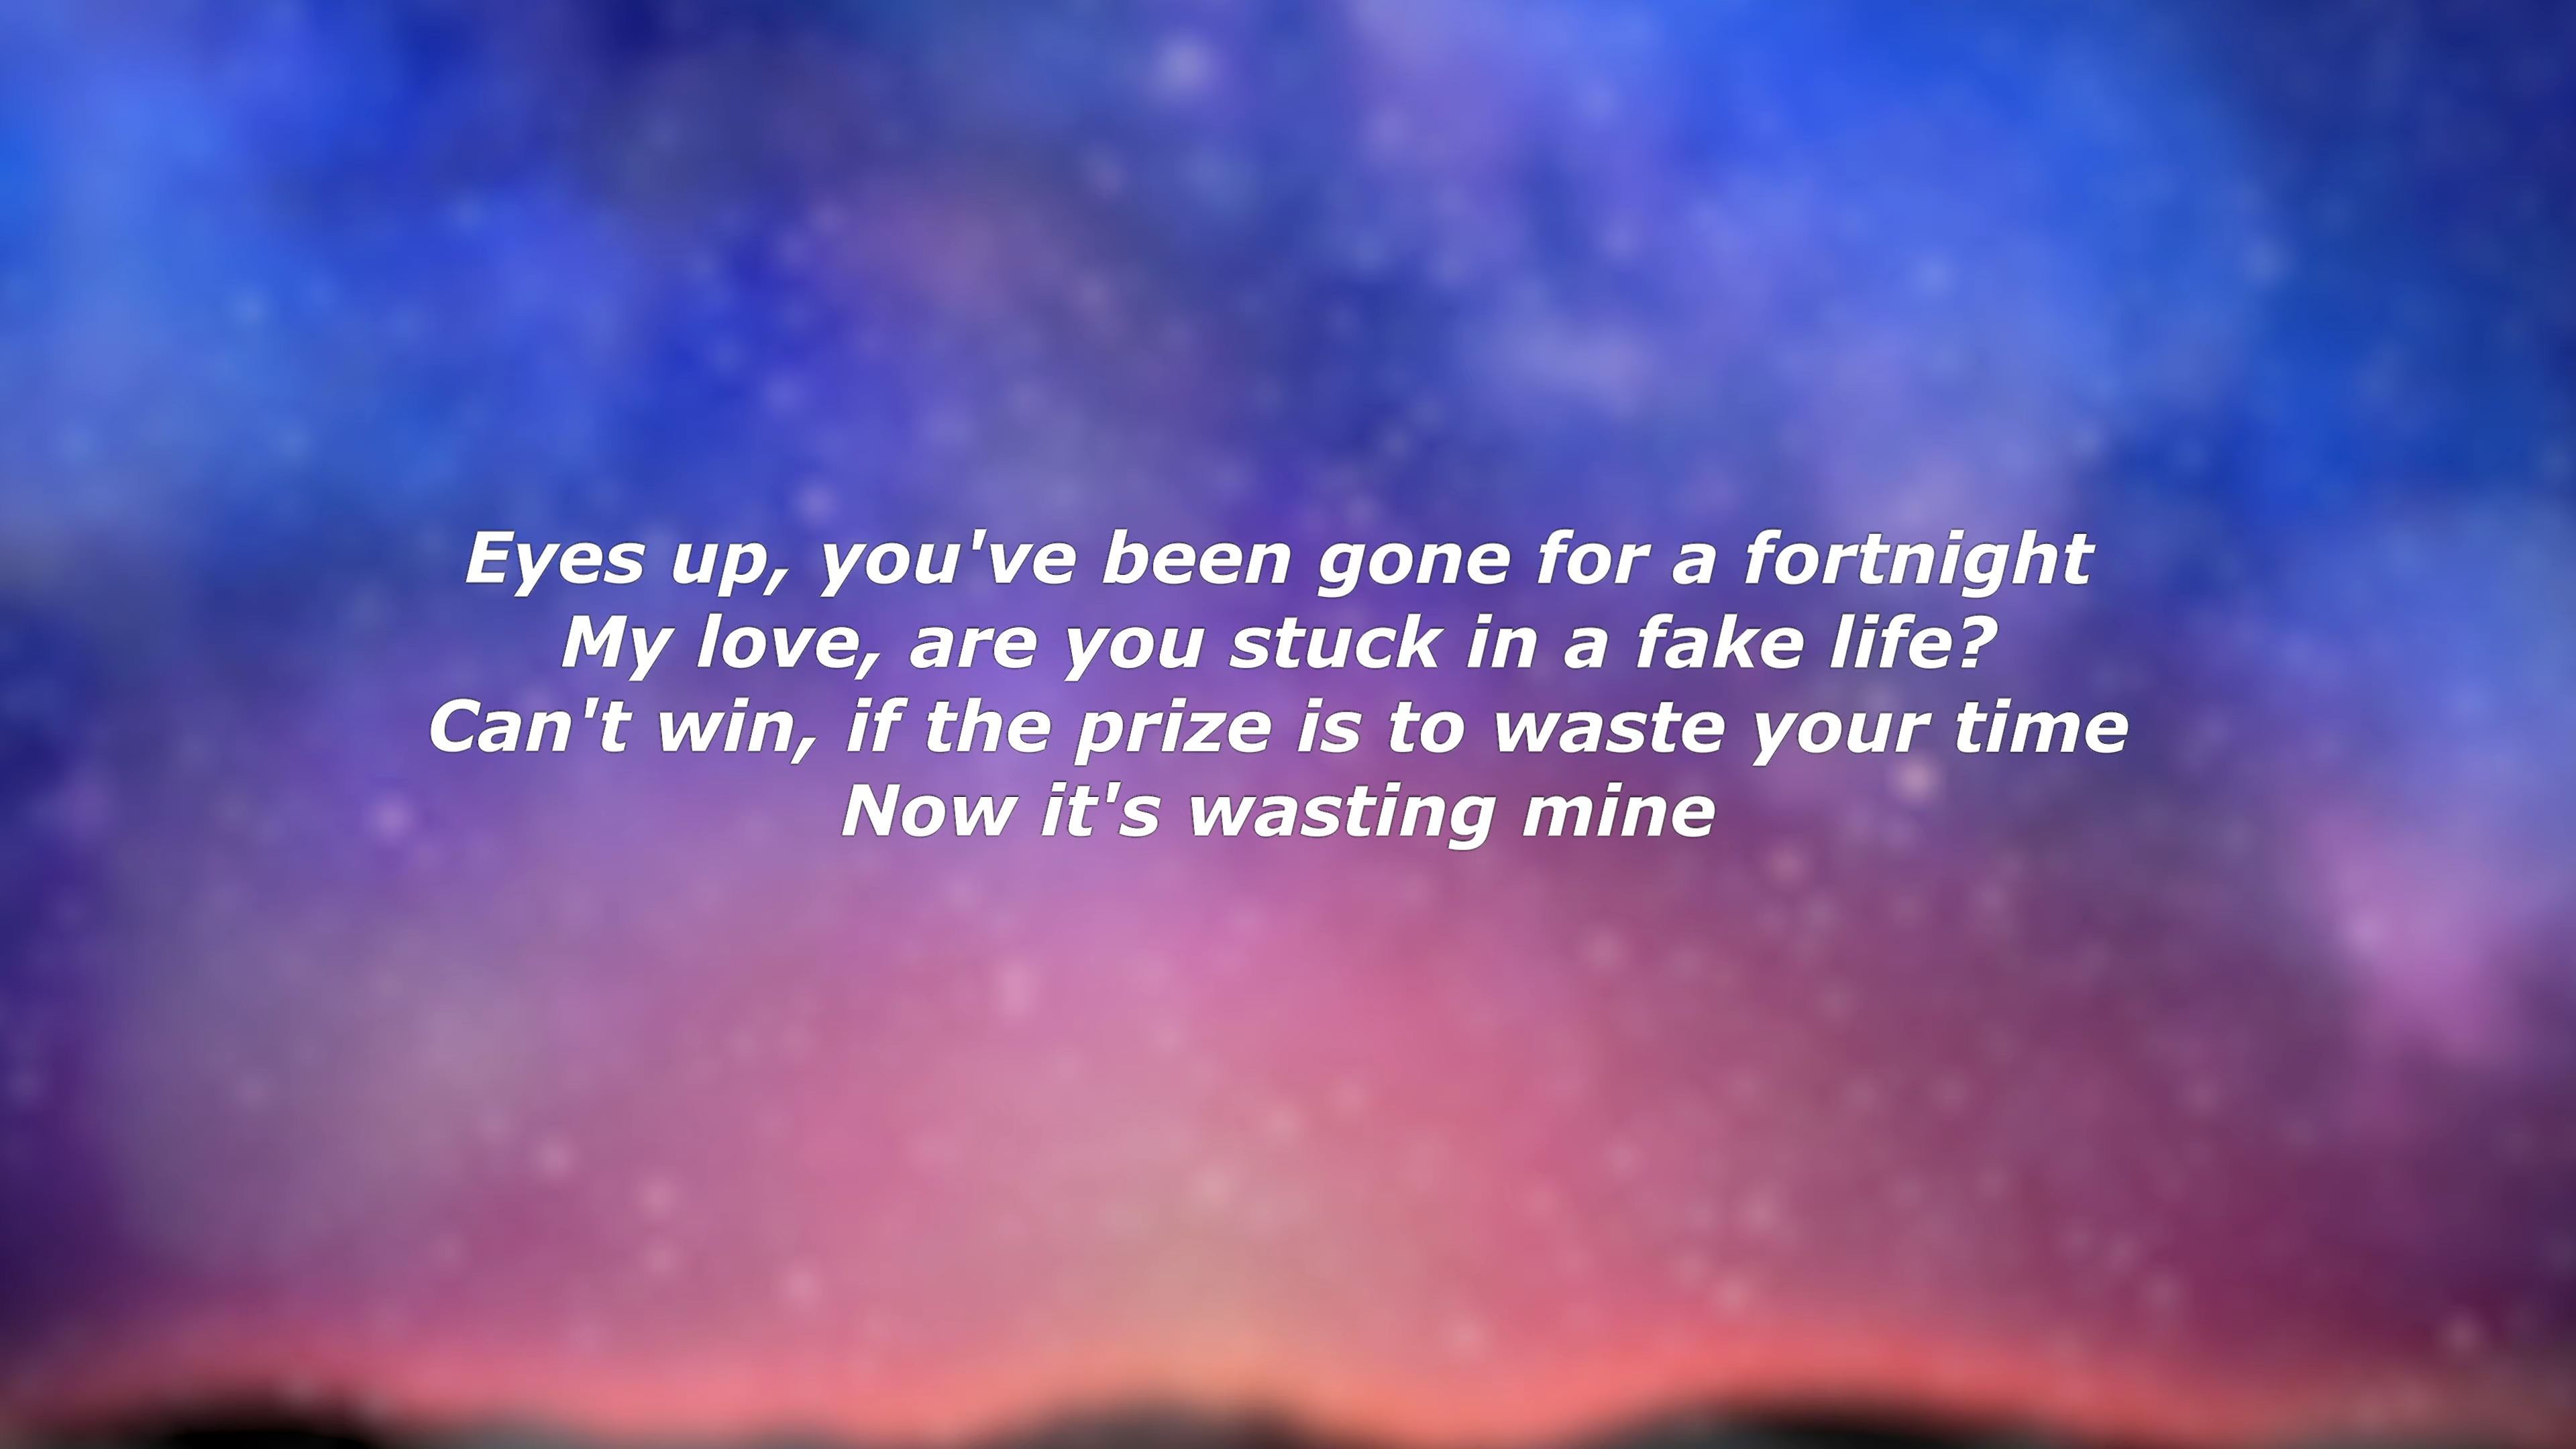 Eyes up, you've been gone for a fortnight
My love, are you stuck in a fake life?
Can't win, if the prize is to waste your time
Now it's wasting mine